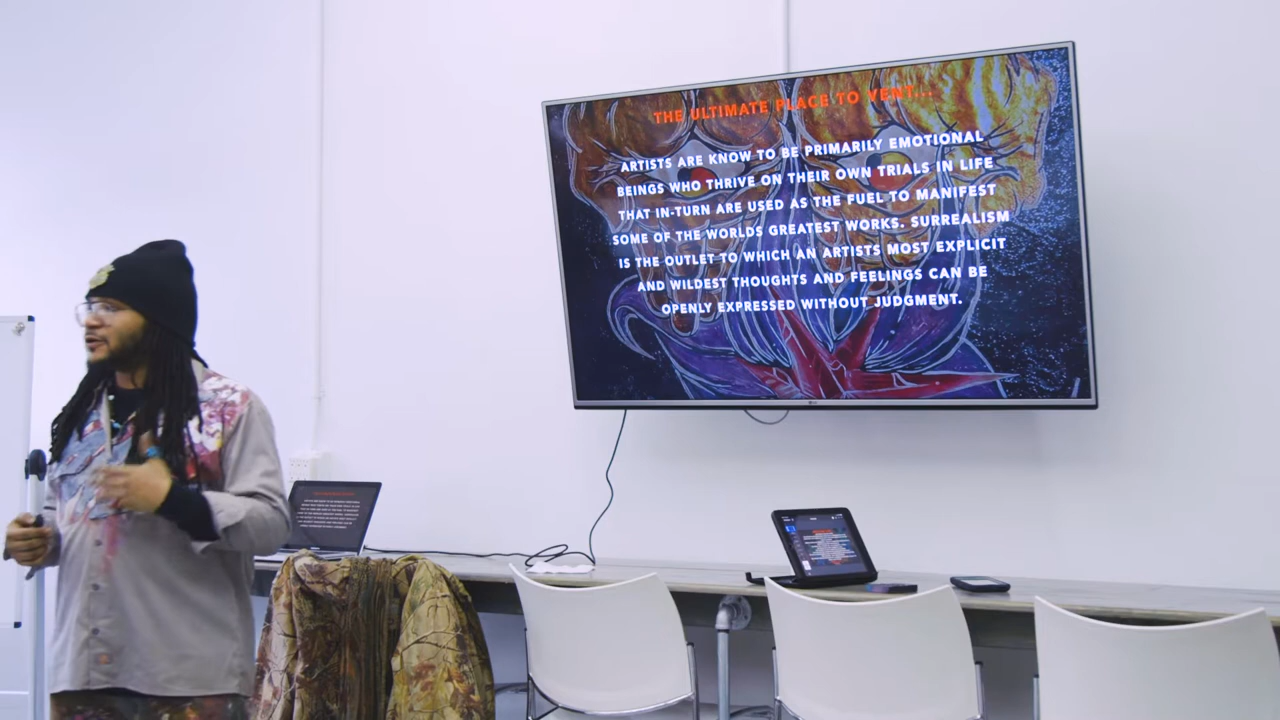 THE ULTIMATE PLACE TO VENT...
ARTISTS ARE KNOW TO BE PRIMARILY EMOTIONAL
BEINGS WHO THRIVE ON THEIR OWN TRIALS IN LIFE
THAT IN-TURN ARE USED AS THE FUEL TO MANIFEST
SOME OF THE WORLDS GREATEST WORKS. SURREALISM
IS THE OUTLET TO WHICH AN ARTISTS MOST EXPLICIT
AND WILDEST THOUGHTS AND FEELINGS CAN BE
OPENLY EXPRESSED WITHOUT JUDGMENT.
LG